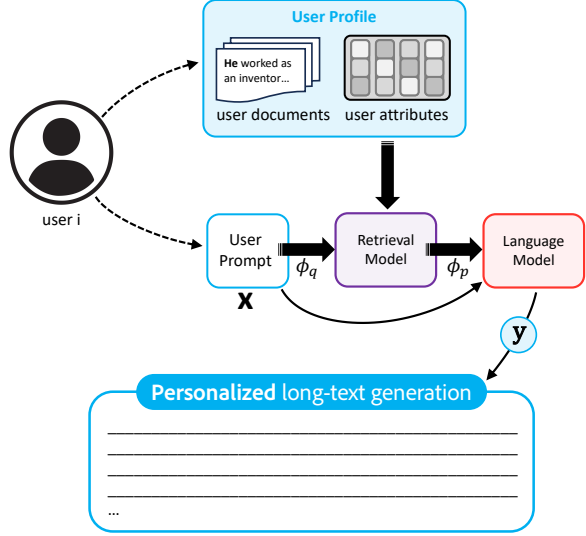 User Profile
He worked as
an inventor…
user documents
user attributes
user i
User
Prompt
x
ϕq
Retrieval
Model
ϕp
Language
Model
y
Personalized long-text generation
...